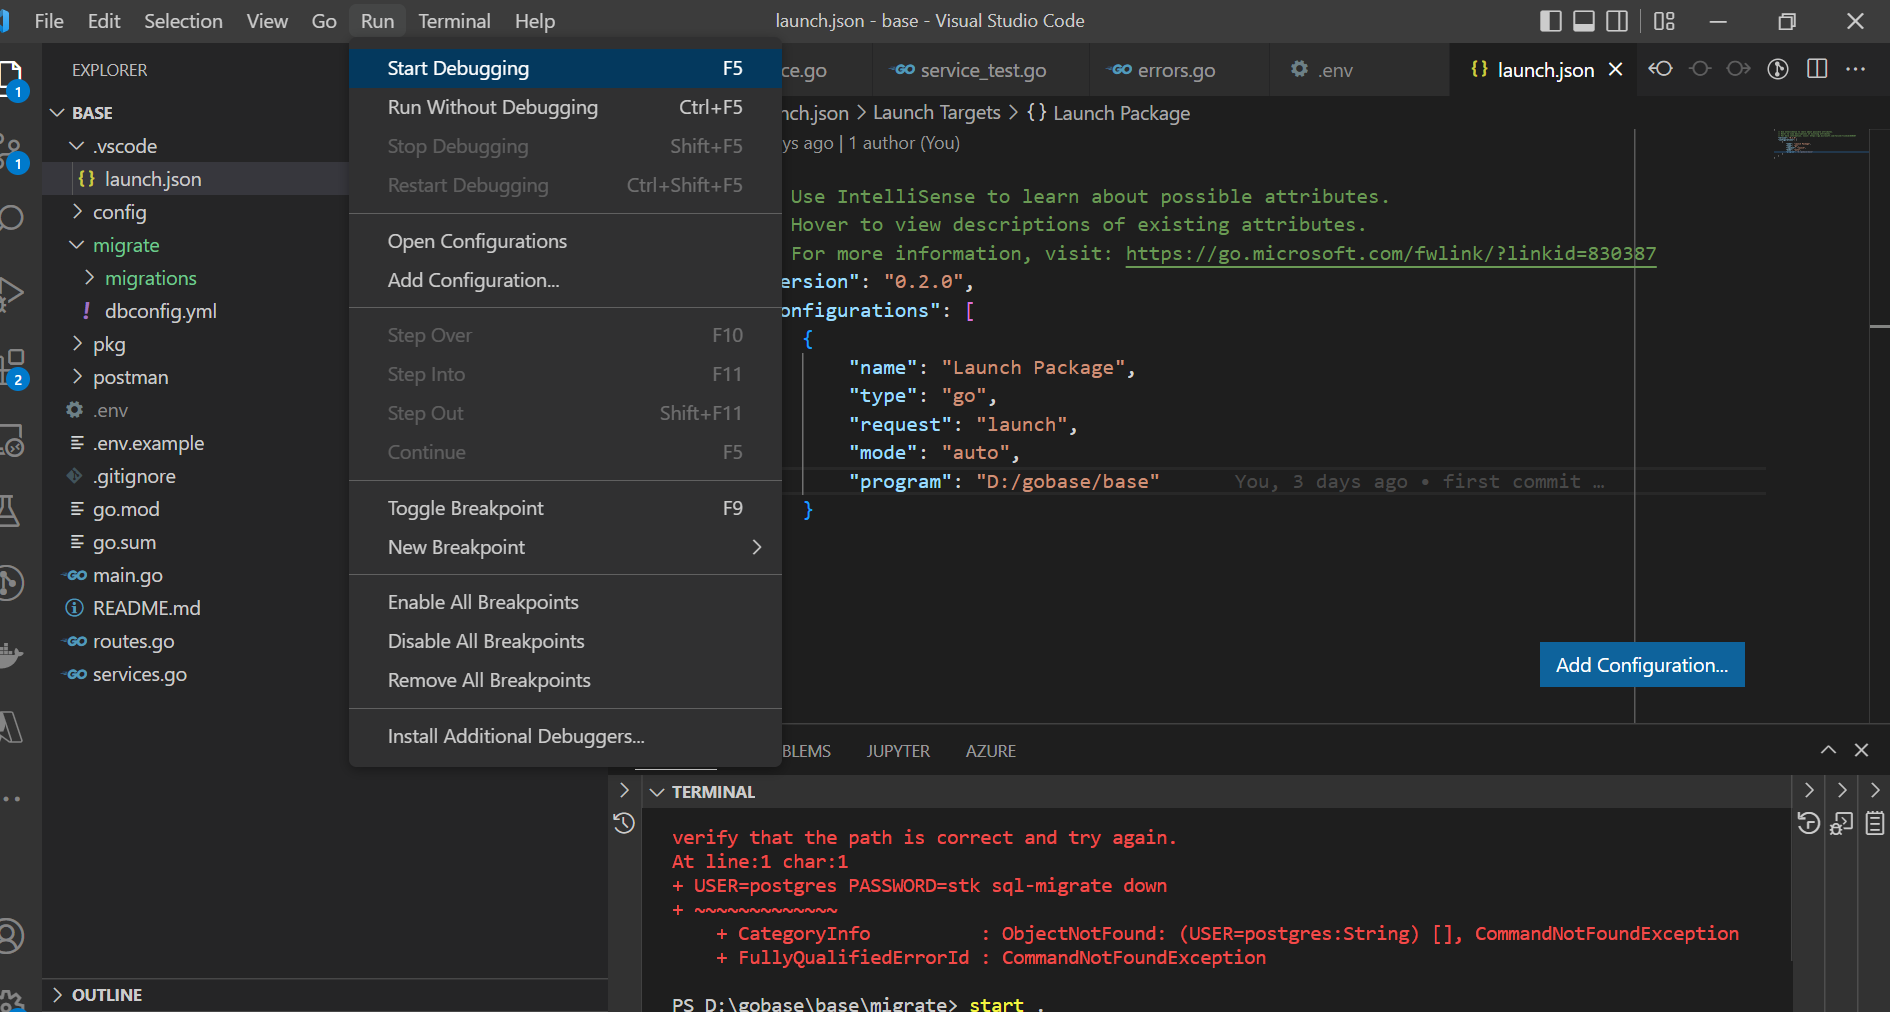 File Edit Selection View Go Run Terminal Help
launch.json - base - Visual Studio Code
EXPLORER
BASE
.vscode
launch.json
config
migrate
migrations
dbconfig.yml
pkg
postman
.env
.env.example
.gitignore
go.mod
go.sum
main.go
README.md
routes.go
services.go
OUTLINE
1
1
2
Start Debugging F5
Run Without Debugging Ctrl+F5
Stop Debugging Shift+F5
Restart Debugging Ctrl+Shift+F5
Open Configurations
Add Configuration...
Step Over F10
Step Into F11
Step Out Shift+F11
Continue F5
Toggle Breakpoint F9
New Breakpoint
Enable All Breakpoints
Disable All Breakpoints
Remove All Breakpoints
Install Additional Debuggers...
ce.go service_test.go errors.go .env launch.json
nch.json > Launch Targets > {} Launch Package
ys ago | 1 author (You)
Use IntelliSense to learn about possible attributes.
Hover to view descriptions of existing attributes.
For more information, visit: https://go.microsoft.com/fwlink/?linkid=830387
ersion": "0.2.0",
onfigurations": [
{
"name": "Launch Package",
"type": "go",
"request": "launch",
"mode": "auto",
"program": "D:/gobase/base" You, 3 days ago • first commit …
}
Add Configuration...
BLEMS JUPYTER AZURE
TERMINAL
verify that the path is correct and try again.
At line:1 char:1
+ USER=postgres PASSWORD=stk sql-migrate down
+ ~~~~~~~~~~~~~
+ CategoryInfo : ObjectNotFound: (USER=postgres:String) [], CommandNotFoundException
+ FullyQualifiedErrorId : CommandNotFoundException
PS D:\gobase\base\migrate> start .